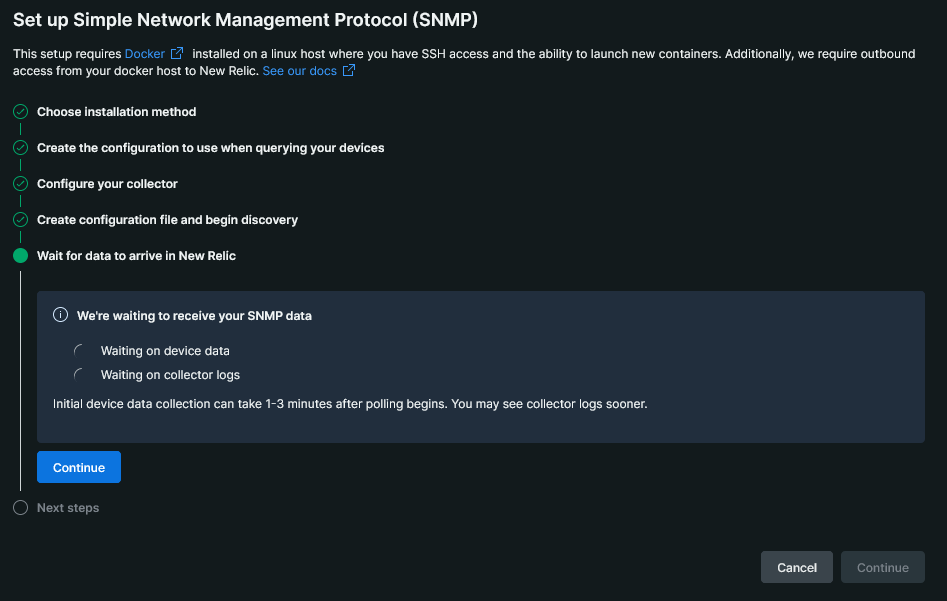 Set up Simple Network Management Protocol (SNMP)
This setup requires Docker installed on a linux host where you have SSH access and the ability to launch new containers. Additionally, we require outbound
access from your docker host to New Relic. See our docs
Choose installation method
Create the configuration to use when querying your devices
Configure your collector
Create configuration file and begin discovery
Wait for data to arrive in New Relic
We're waiting to receive your SNMP data
Waiting on device data
Waiting on collector logs
Initial device data collection can take 1-3 minutes after polling begins. You may see collector logs sooner.
Continue
Next steps
Cancel Continue